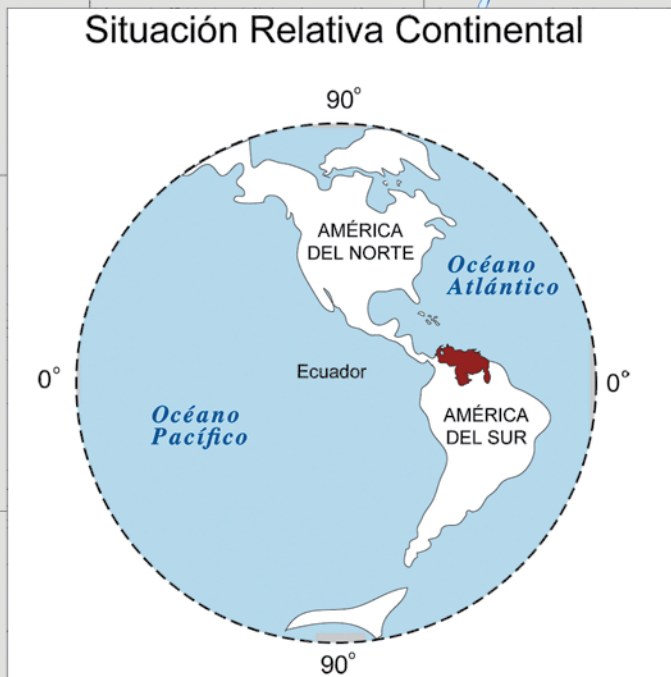 Situación Relativa Continental
90°
AMÉRICA
DEL NORTE
Océano
Atlántico
0°
Ecuador
0°
Océano
Pacífico
AMÉRICA
DEL SUR
90°